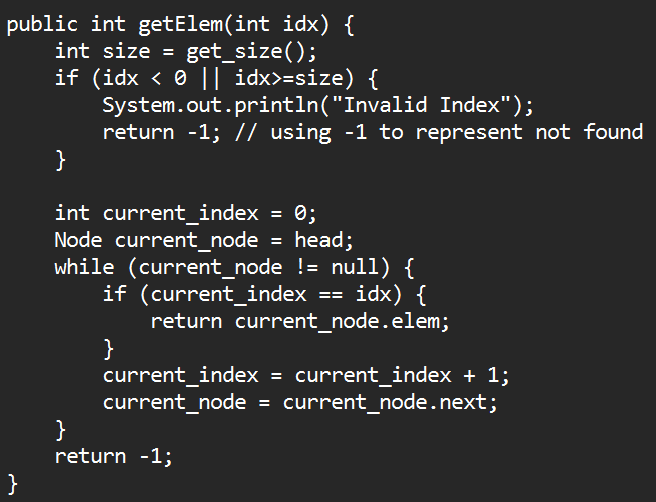 public int getElem(int idx) {
    int size = get_size();
    if (idx < 0 || idx>=size) {
        System.out.println("Invalid Index");
        return -1; // using -1 to represent not found
    }

    int current_index = 0;
    Node current_node = head;
    while (current_node != null) {
        if (current_index == idx) {
            return current_node.elem;
        }
        current_index = current_index + 1;
        current_node = current_node.next;
    }
    return -1;
}